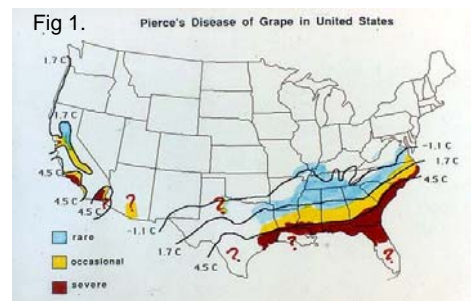 Fig 1.
Pierce's Disease of Grape in United States
1.7 C
1.7 C
4.5 C
4.5 C
4.5
-1.1 C
1.7 C
4.5 C
-1.1 C
1.7 C
4.5 C
?
?
?
?
?
rare
occasional
severe